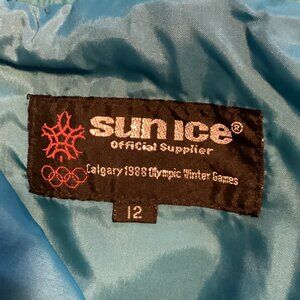 sun ice®
Official Supplier
Calgary 1988 Olympic Winter Games
12